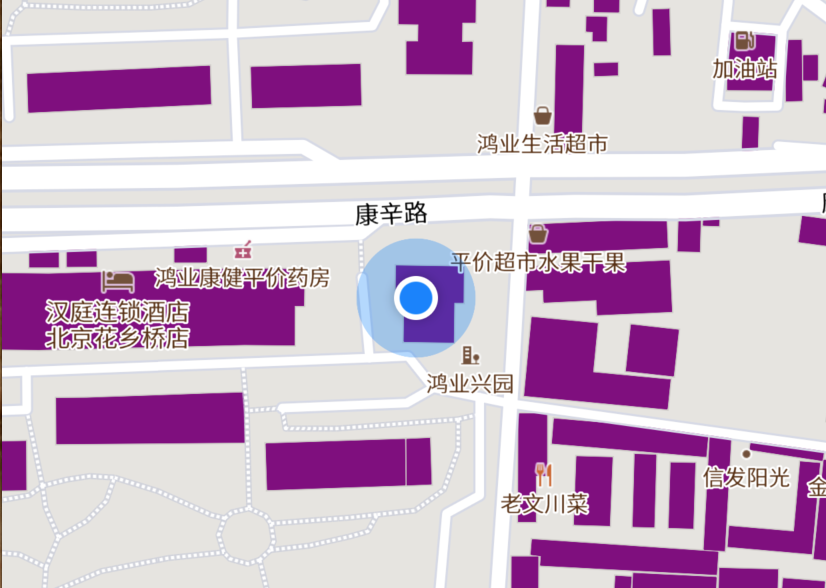 加油站
鸿业生活超市
康辛路
平价超市水果干果
鸿业康健平价药房
汉庭连锁酒店
北京花乡桥店
鸿业兴园
信发阳光
金
老文川菜